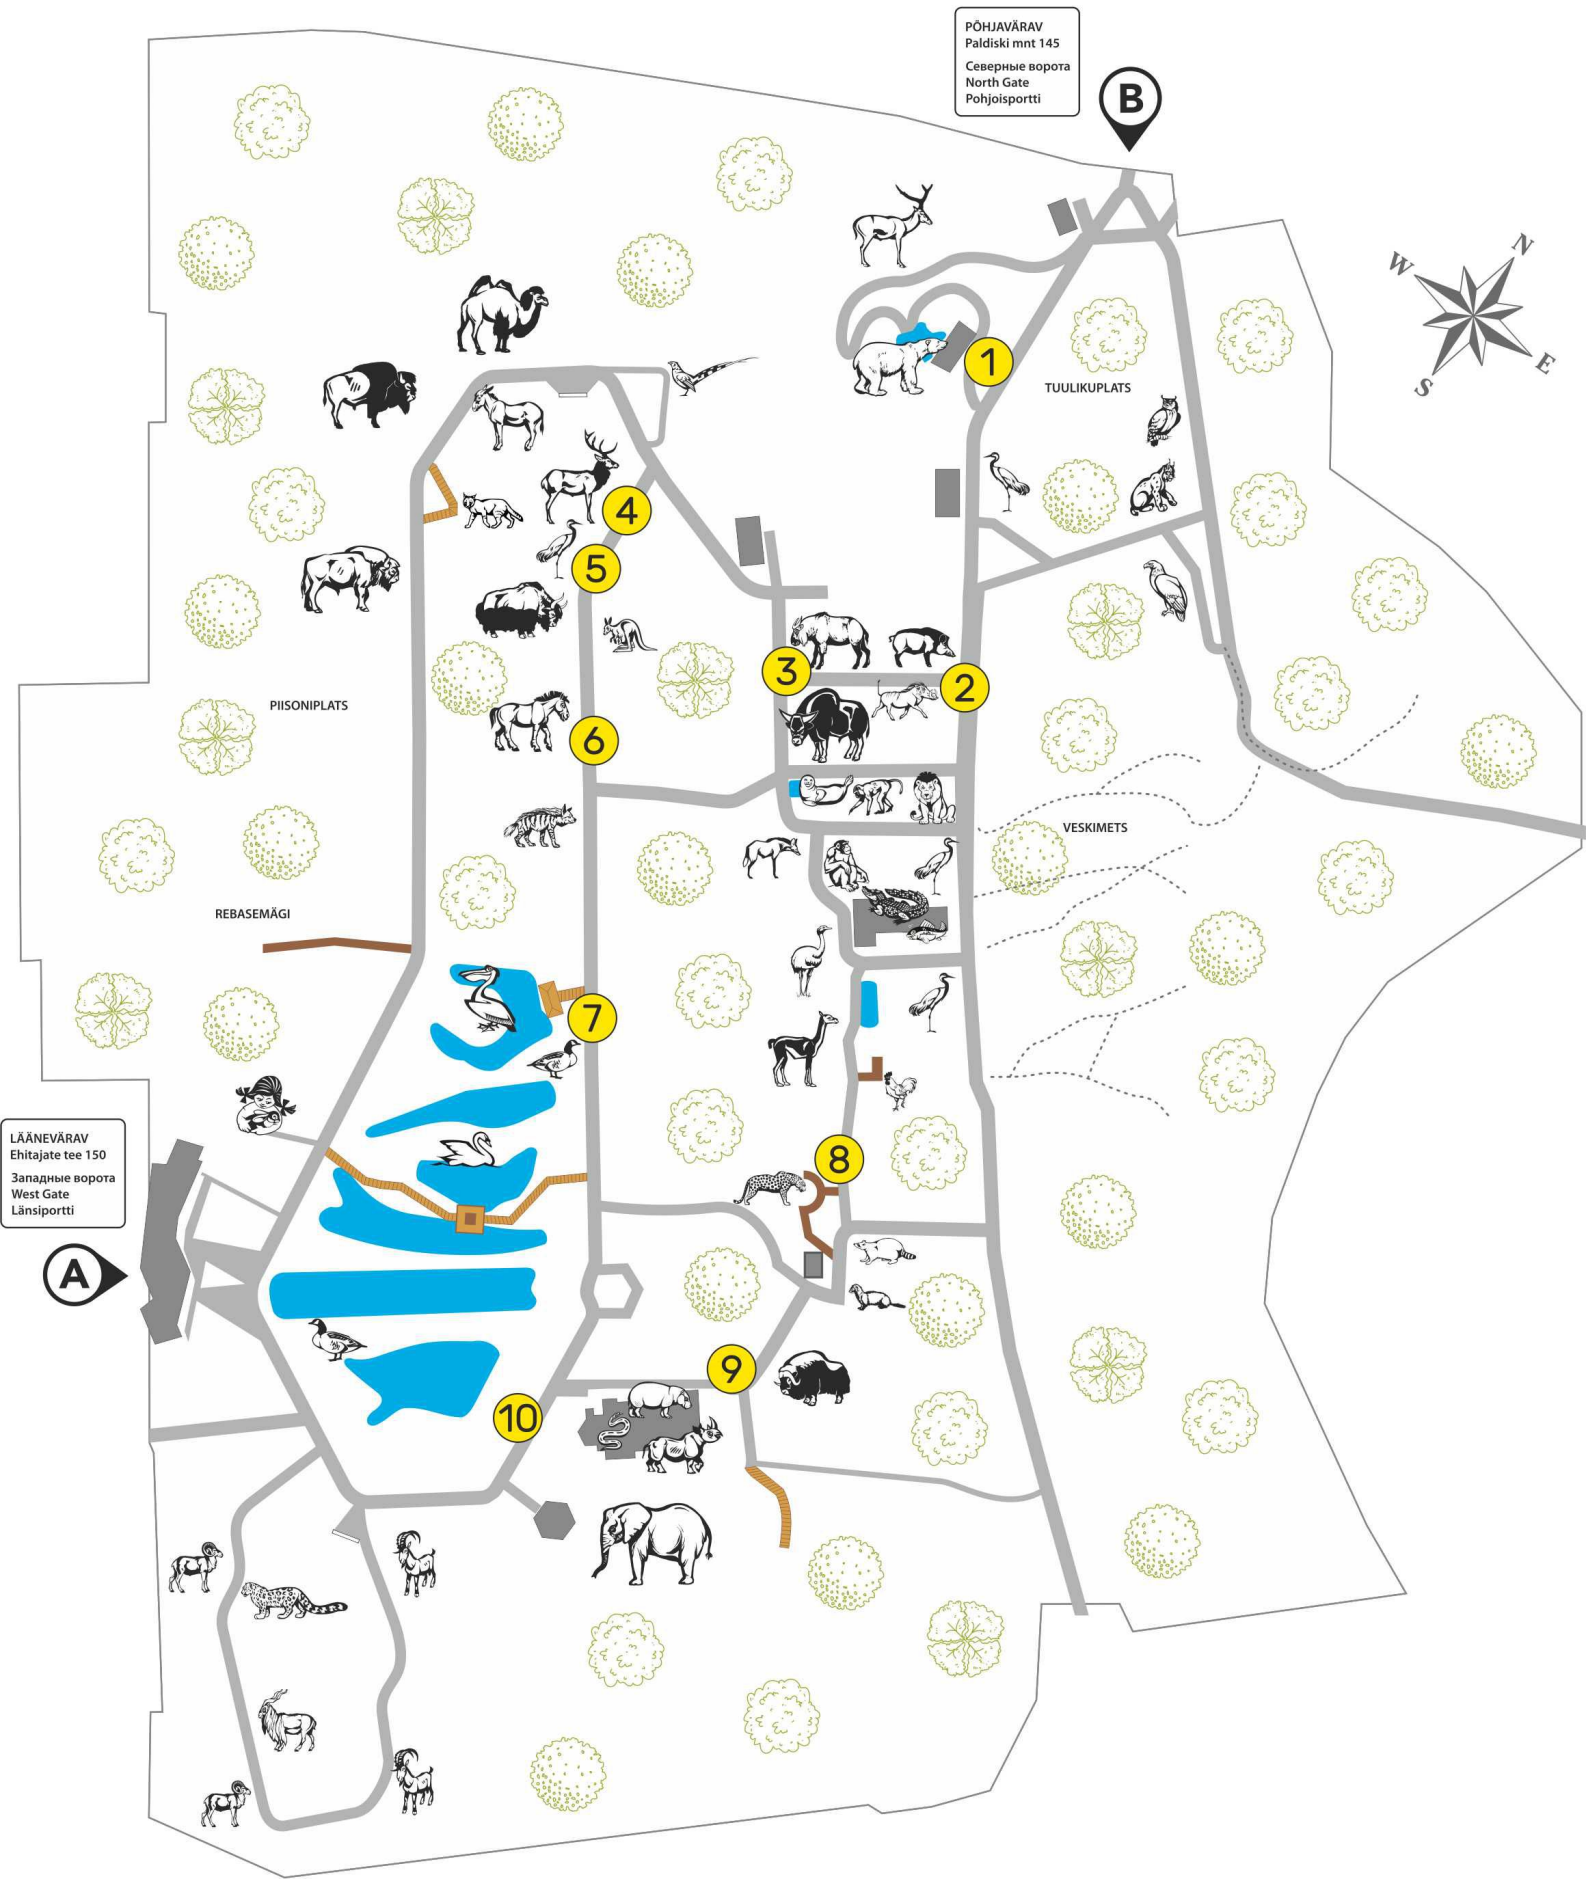 PÕHJAVÄRAV
Paldiski mnt 145
Северные ворота
North Gate
Pohjoisportti
B
N
W
E
S
1
TUULIKUPLATS
4
5
3
2
PIISONIPLATS
6
VESKIMETS
REBASEMÄGI
7
LÄÄNEVÄRAV
Ehitajate tee 150
Западные ворота
West Gate
Länsiportti
8
A
9
10